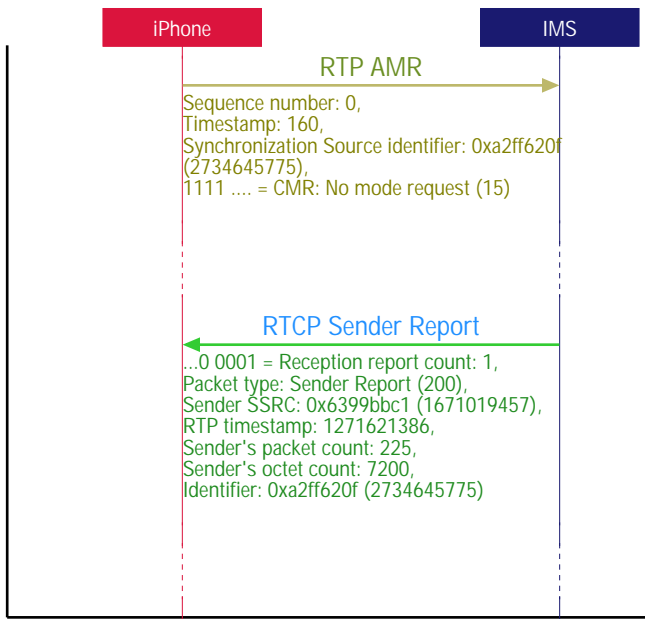 iPhone
IMS
RTP AMR
Sequence number: 0,
Timestamp: 160,
Synchronization Source identifier: 0xa2ff620f
(2734645775),
1111 .... = CMR: No mode request (15)
RTCP Sender Report
...0 0001 = Reception report count: 1,
Packet type: Sender Report (200),
Sender SSRC: 0x6399bbc1 (1671019457),
RTP timestamp: 1271621386,
Sender's packet count: 225,
Sender's octet count: 7200,
Identifier: 0xa2ff620f (2734645775)